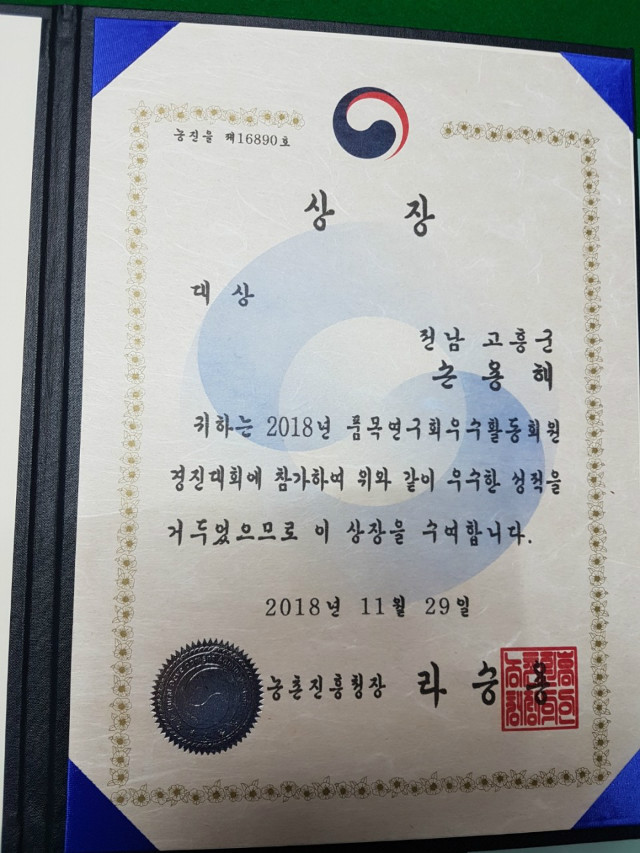 농진율 제16890호
상 장
대 상
전남 고흥군
손 용 해
귀하는 2018년 품목연구회우수활동회원
경진대회에 참가하여 위와 같이 우수한 성적을
거두었으므로 이 상장을 수여합니다.
2018년 11월 29일
농촌진흥청장 라 승 용